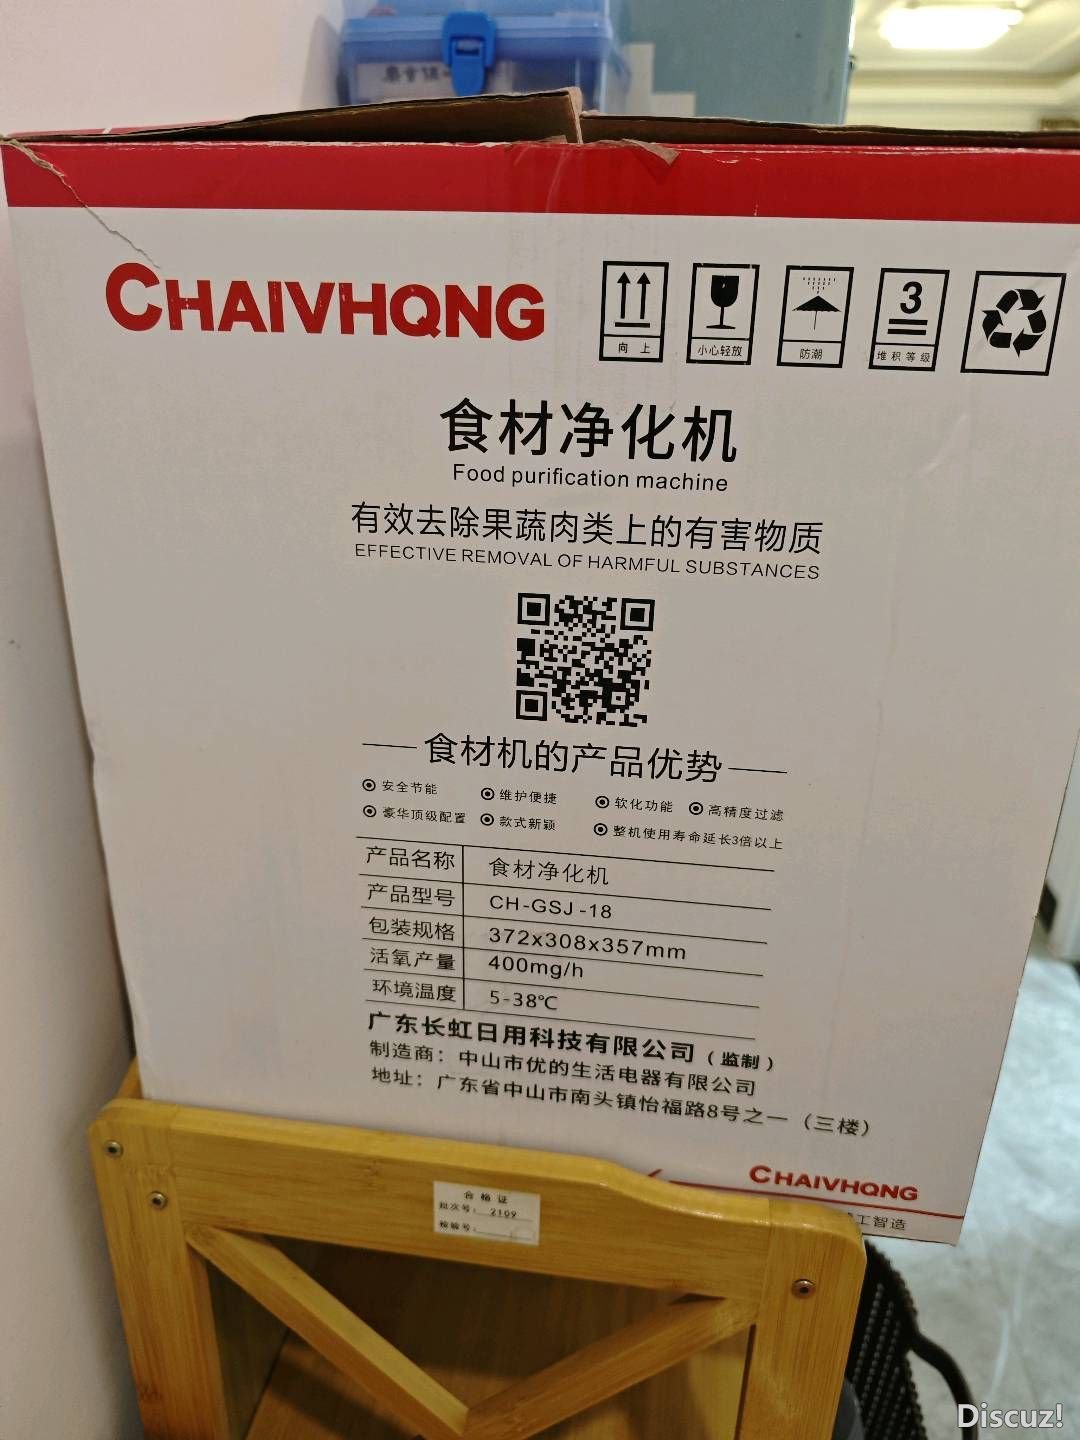 CHAIVHQNG
向上
小心轻放
防潮
3
堆积等级
食材净化机
Food purification machine
有效去除果蔬肉类上的有害物质
EFFECTIVE REMOVAL OF HARMFUL SUBSTANCES
食材机的产品优势
安全节能 维护便捷 软化功能 高精度过滤
豪华顶级配置 款式新颖 整机使用寿命延长3倍以上
产品名称 食材净化机
产品型号 CH-GSJ-18
包装规格 372x308x357mm
活氧产量 400mg/h
环境温度 5-38℃
广东长虹日用科技有限公司（监制）
制造商：中山市优的生活电器有限公司
地址：广东省中山市南头镇怡福路8号之一（三楼）
CHAIVHQNG
工智造
合格证
批次号：2109
检验号：
Discuz!